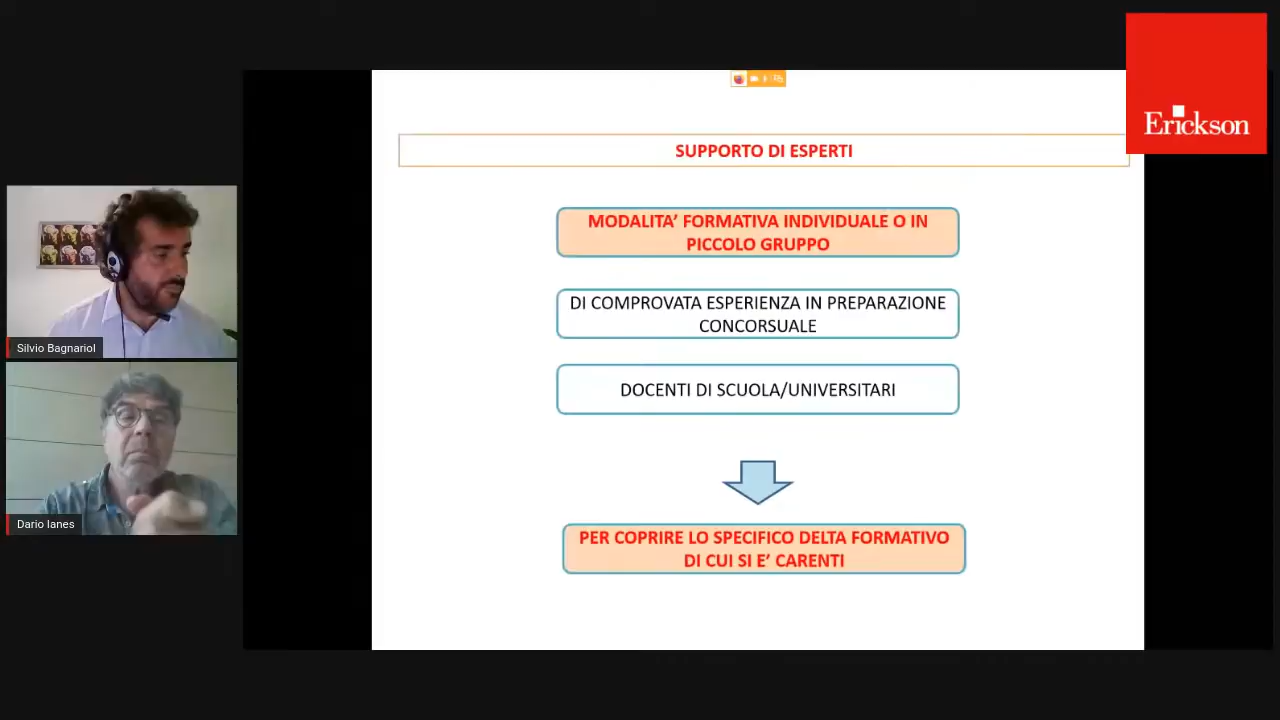 Erickson
SUPPORTO DI ESPERTI
MODALITA’ FORMATIVA INDIVIDUALE O IN
PICCOLO GRUPPO
DI COMPROVATA ESPERIENZA IN PREPARAZIONE
CONCORSUALE
DOCENTI DI SCUOLA/UNIVERSITARI
PER COPRIRE LO SPECIFICO DELTA FORMATIVO
DI CUI SI E’ CARENTI
Silvio Bagnariol
Dario Ianes